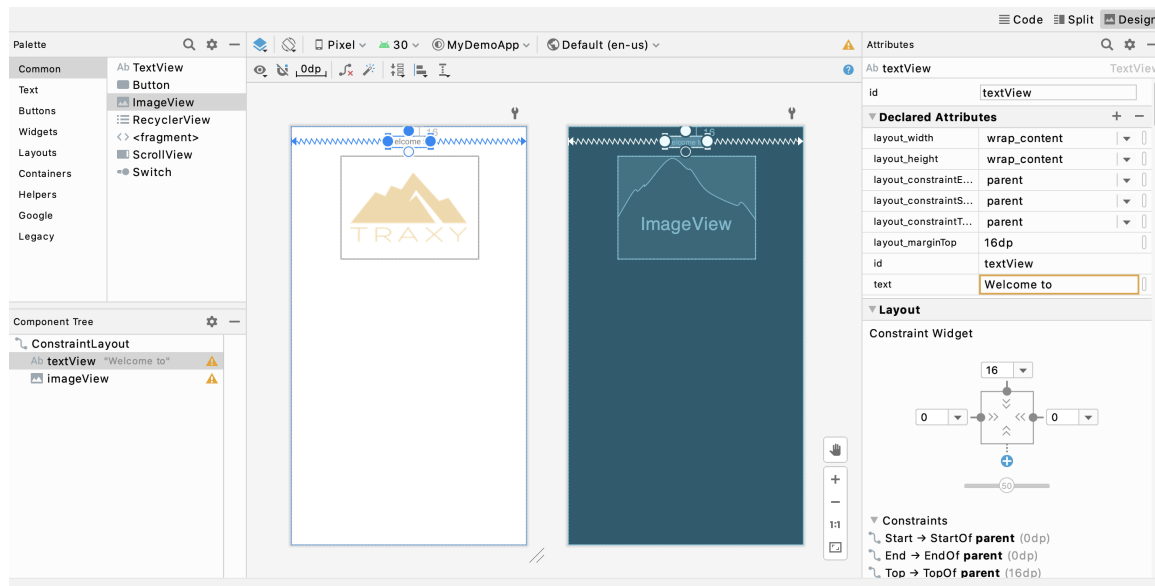 Code Split Design
Palette
Common
Text
Buttons
Widgets
Layouts
Containers
Helpers
Google
Legacy
Ab TextView
Button
ImageView
RecyclerView
<> <fragment>
ScrollView
Switch
Pixel 30 MyDemoApp Default (en-us)
0dp
16
elcome t
TRAXY
16
elcome t
ImageView
1:1
Component Tree
ConstraintLayout
Ab textView "Welcome to"
imageView
Attributes
Ab textView TextView
id textView
Declared Attributes
layout_width wrap_content
layout_height wrap_content
layout_constraintE... parent
layout_constraintS... parent
layout_constraintT... parent
layout_marginTop 16dp
id textView
text Welcome to
Layout
Constraint Widget
16
0 0
50
Constraints
Start → StartOf parent (0dp)
End → EndOf parent (0dp)
Top → TopOf parent (16dp)